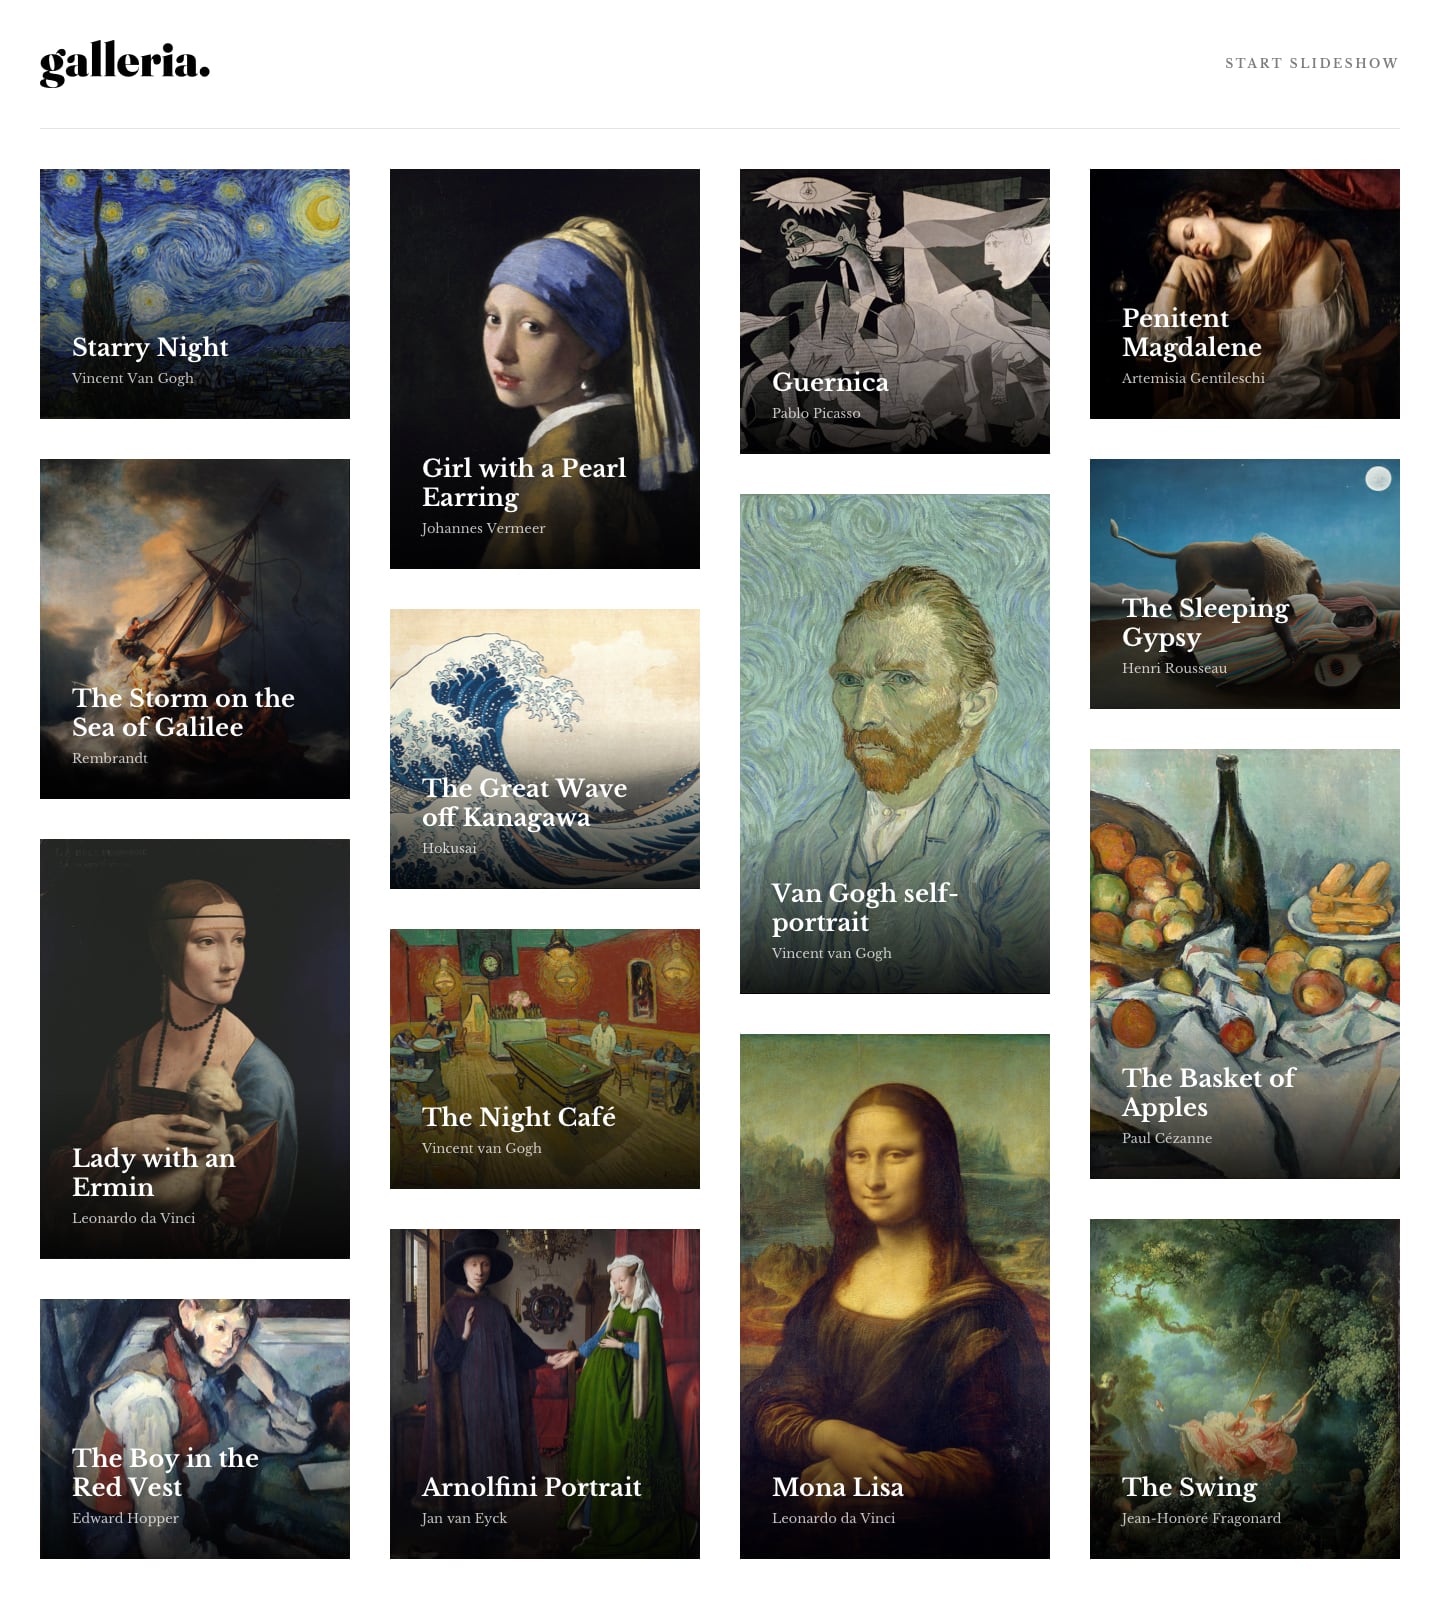 galleria.
START SLIDESHOW
Starry Night
Vincent Van Gogh
The Storm on the
Sea of Galilee
Rembrandt
Lady with an
Ermin
Leonardo da Vinci
The Boy in the
Red Vest
Edward Hopper
Girl with a Pearl
Earring
Johannes Vermeer
The Great Wave
off Kanagawa
Hokusai
The Night Café
Vincent van Gogh
Arnolfini Portrait
Jan van Eyck
Guernica
Pablo Picasso
Van Gogh self-
portrait
Vincent van Gogh
Mona Lisa
Leonardo da Vinci
Penitent
Magdalene
Artemisia Gentileschi
The Sleeping
Gypsy
Henri Rousseau
The Basket of
Apples
Paul Cézanne
The Swing
Jean-Honoré Fragonard